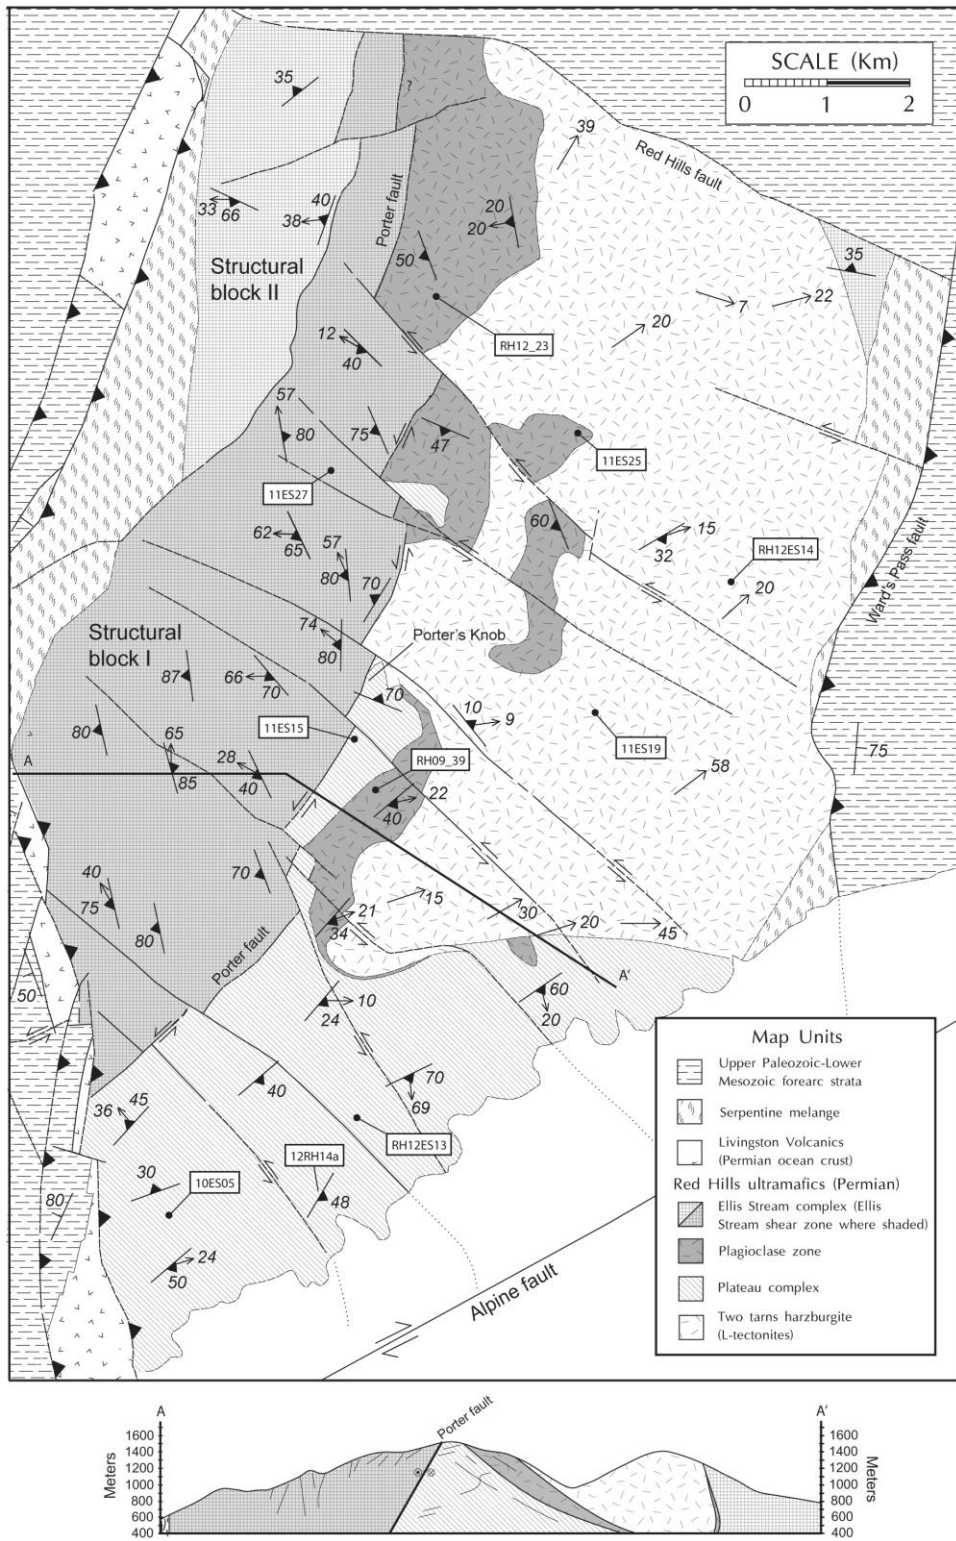 SCALE (Km)
0 1 2
35
39
Red Hills fault
Porter fault
33
66
40
38
20
20
50
35
Structural
block II
7
22
20
12
40
RH12_23
57
80
75
47
11ES25
11ES27
60
62
65
57
80
15
32
RH12ES14
20
Ward's Pass fault
70
74
80
Structural
block I
Porter's Knob
87
66
70
70
10
9
11ES19
80
65
11ES15
RH09_39
75
A
28
40
85
58
22
40
70
40
75
15
30
21
34
20
45
80
Porter fault
A'
50
10
24
60
20
40
70
69
36
45
RH12ES13
12RH14a
30
10ES05
48
80
24
50
Alpine fault
Map Units
Upper Paleozoic-Lower
Mesozoic forearc strata
Serpentine melange
Livingston Volcanics
(Permian ocean crust)
Red Hills ultramafics (Permian)
Ellis Stream complex (Ellis
Stream shear zone where shaded)
Plagioclase zone
Plateau complex
Two tarns harzburgite
(L-tectonites)
A
Porter fault
A'
1600
1400
1200
1000
800
600
400
Meters
1600
1400
1200
1000
800
600
400
Meters